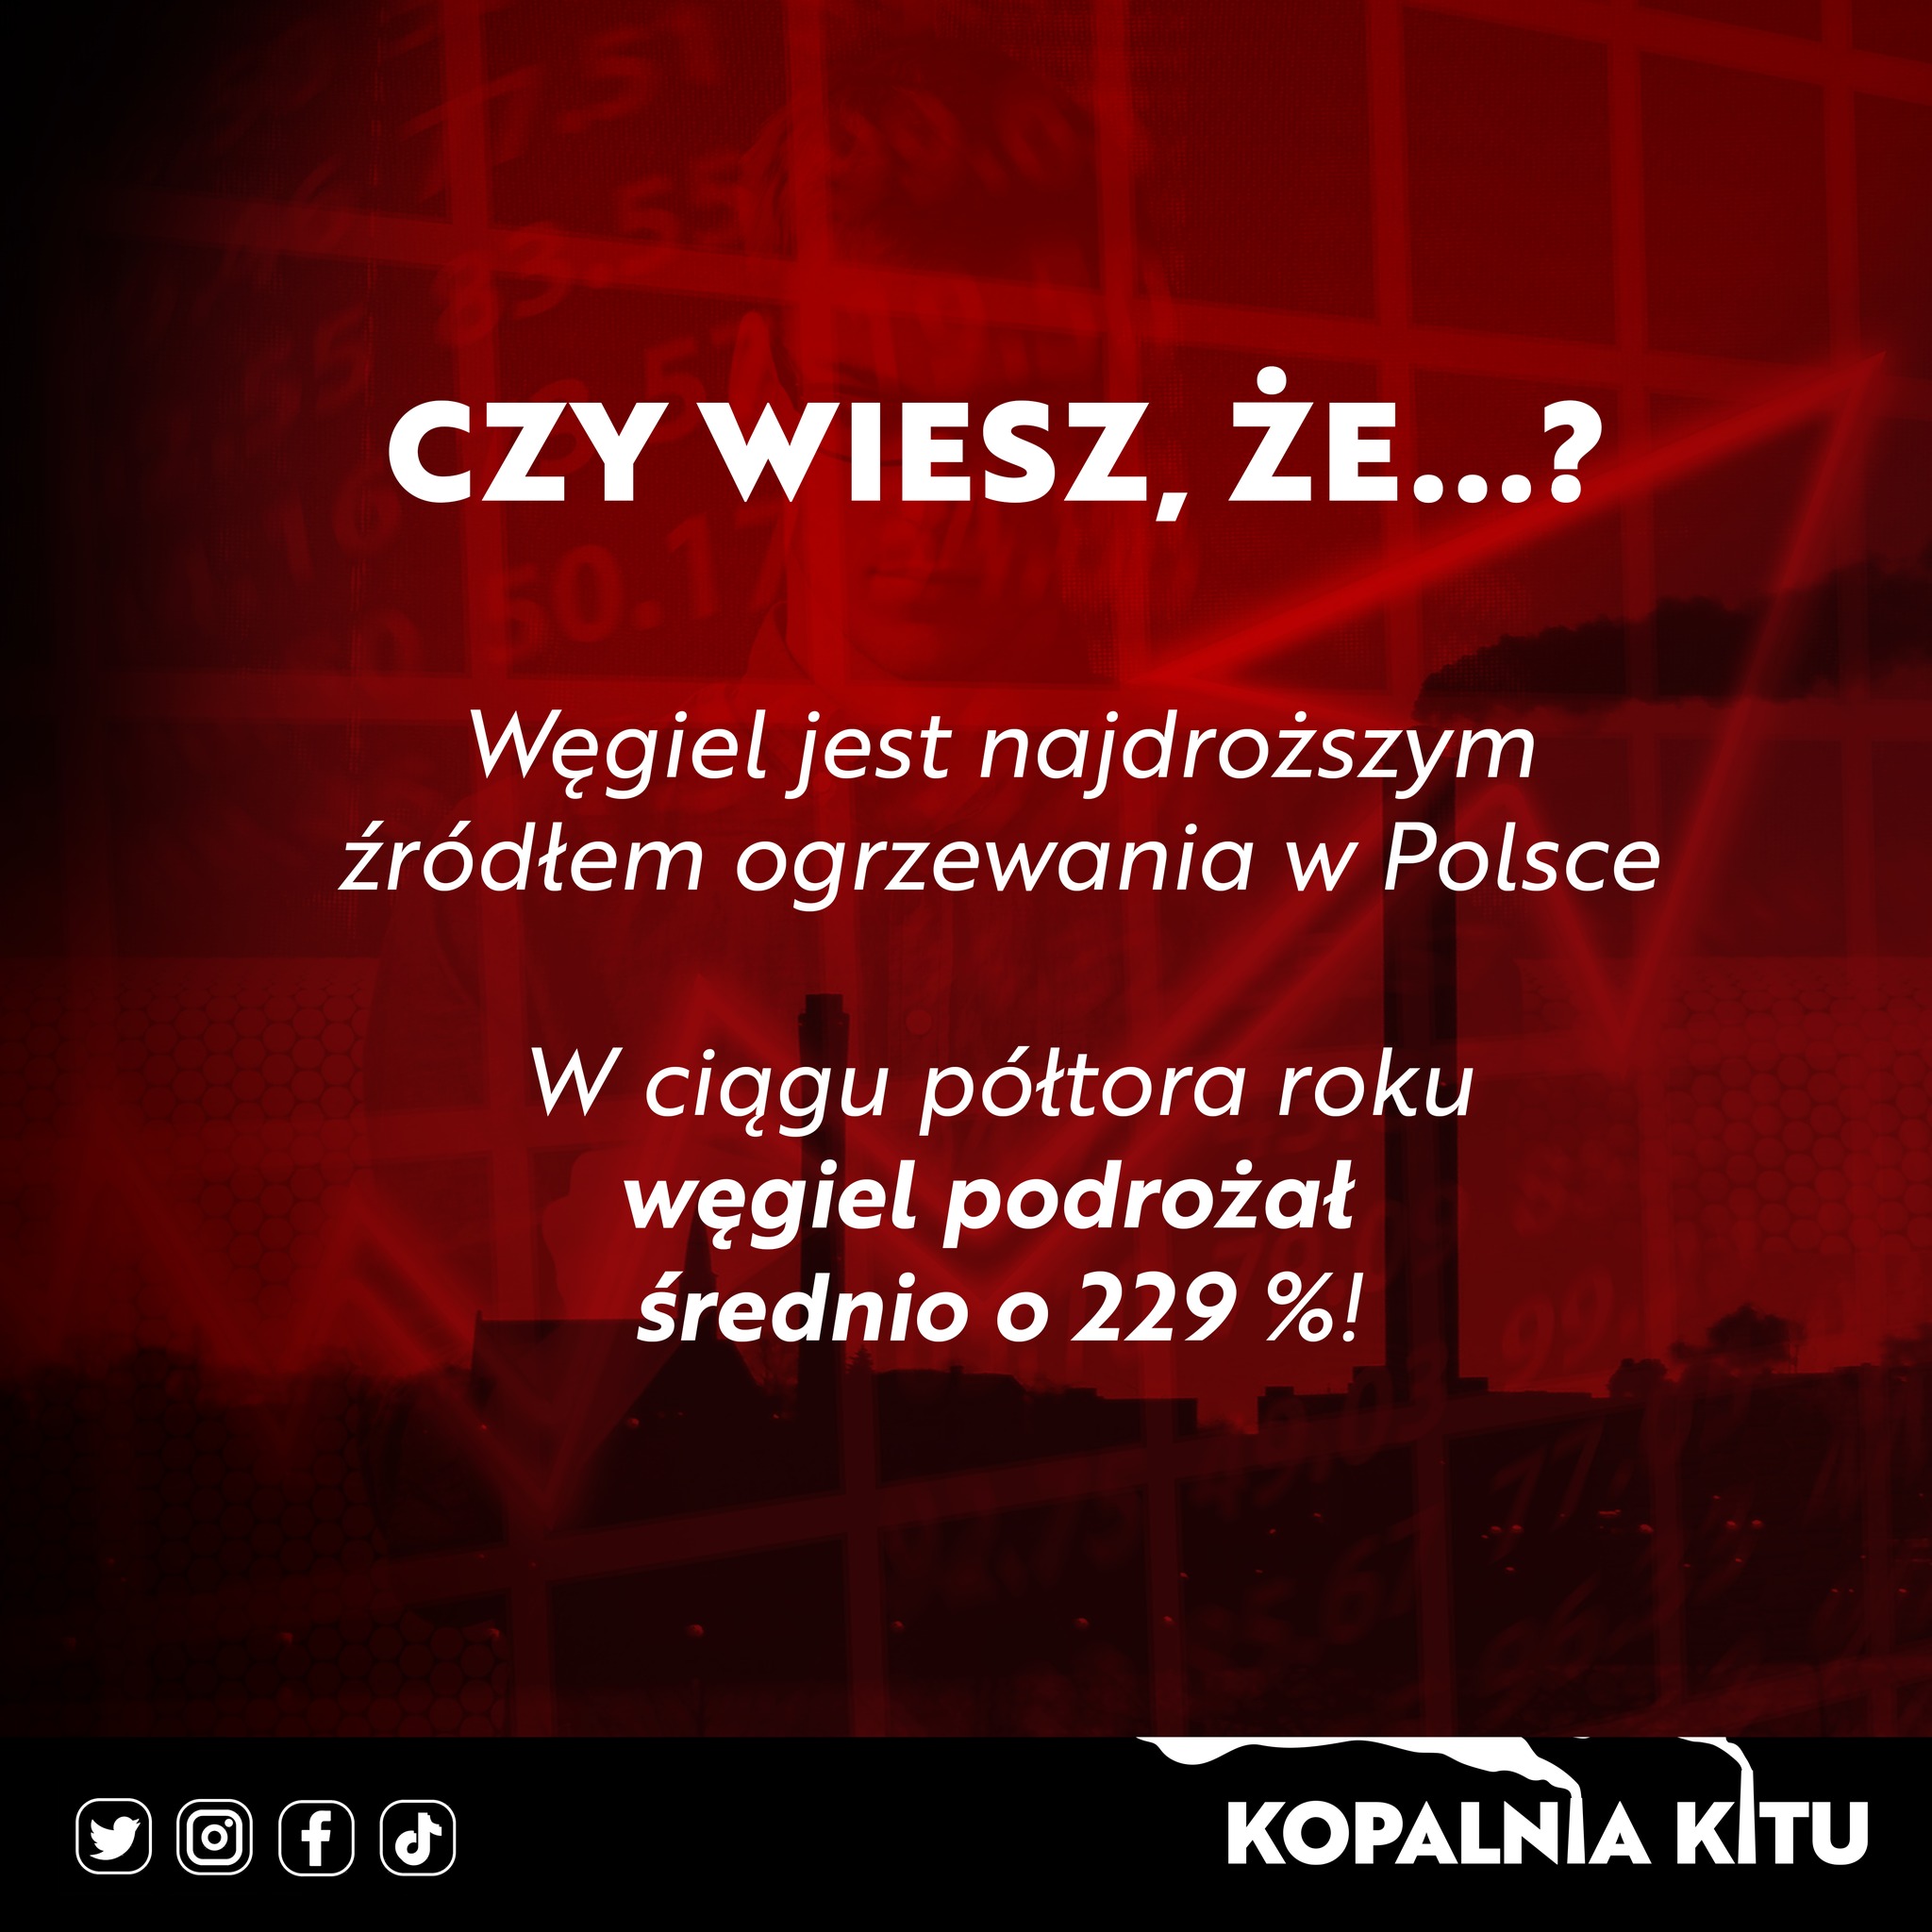 CZY WIESZ, ŻE...?
Węgiel jest najdroższym
źródłem ogrzewania w Polsce
W ciągu półtora roku
węgiel podrożał
średnio o 229 %!
KOPALNIA KITU